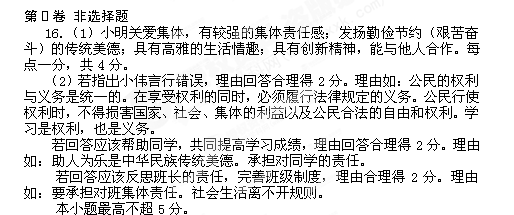 第Ⅱ卷 非选择题
16.（1）小明关爱集体，有较强的集体责任感；发扬勤俭节约（艰苦奋
斗）的传统美德；具有高雅的生活情趣；具有创新精神，能与他人合作。每
点一分，共 4 分。
（2）若指出小伟言行错误，理由回答合理得 2 分。理由如：公民的权利
与义务是统一的。在享受权利的同时，必须履行法律规定的义务。公民行使
权利时，不得损害国家、社会、集体的利益以及公民合法的自由和权利。学
习是权利，也是义务。
若回答应该帮助同学，共同提高学习成绩，理由回答合理得 2 分。理由
如：助人为乐是中华民族传统美德。承担对同学的责任。
若回答应该反思班长的责任，完善班级制度，理由合理得 2 分。理由
如：要承担对班集体责任。社会生活离不开规则。
本小题最高不超 5 分。